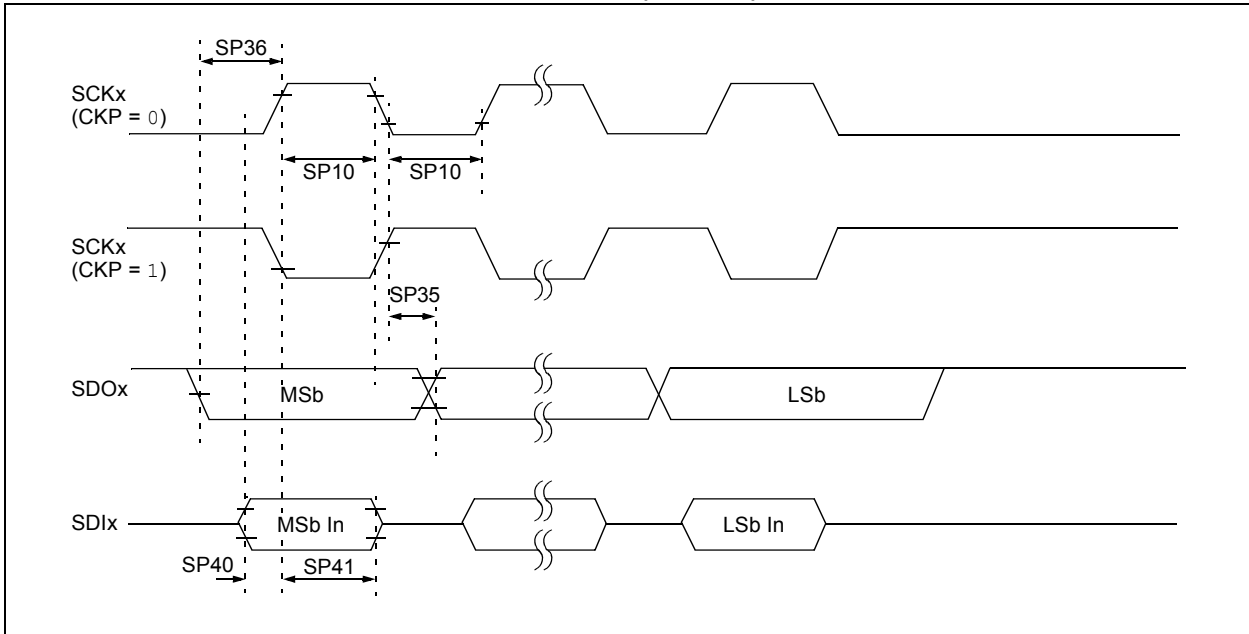 SP36
SCKx
(CKP = 0)
SP10
SP10
SCKx
(CKP = 1)
SP35
SDOx
MSb
LSb
SDIx
MSb In
LSb In
SP40
SP41